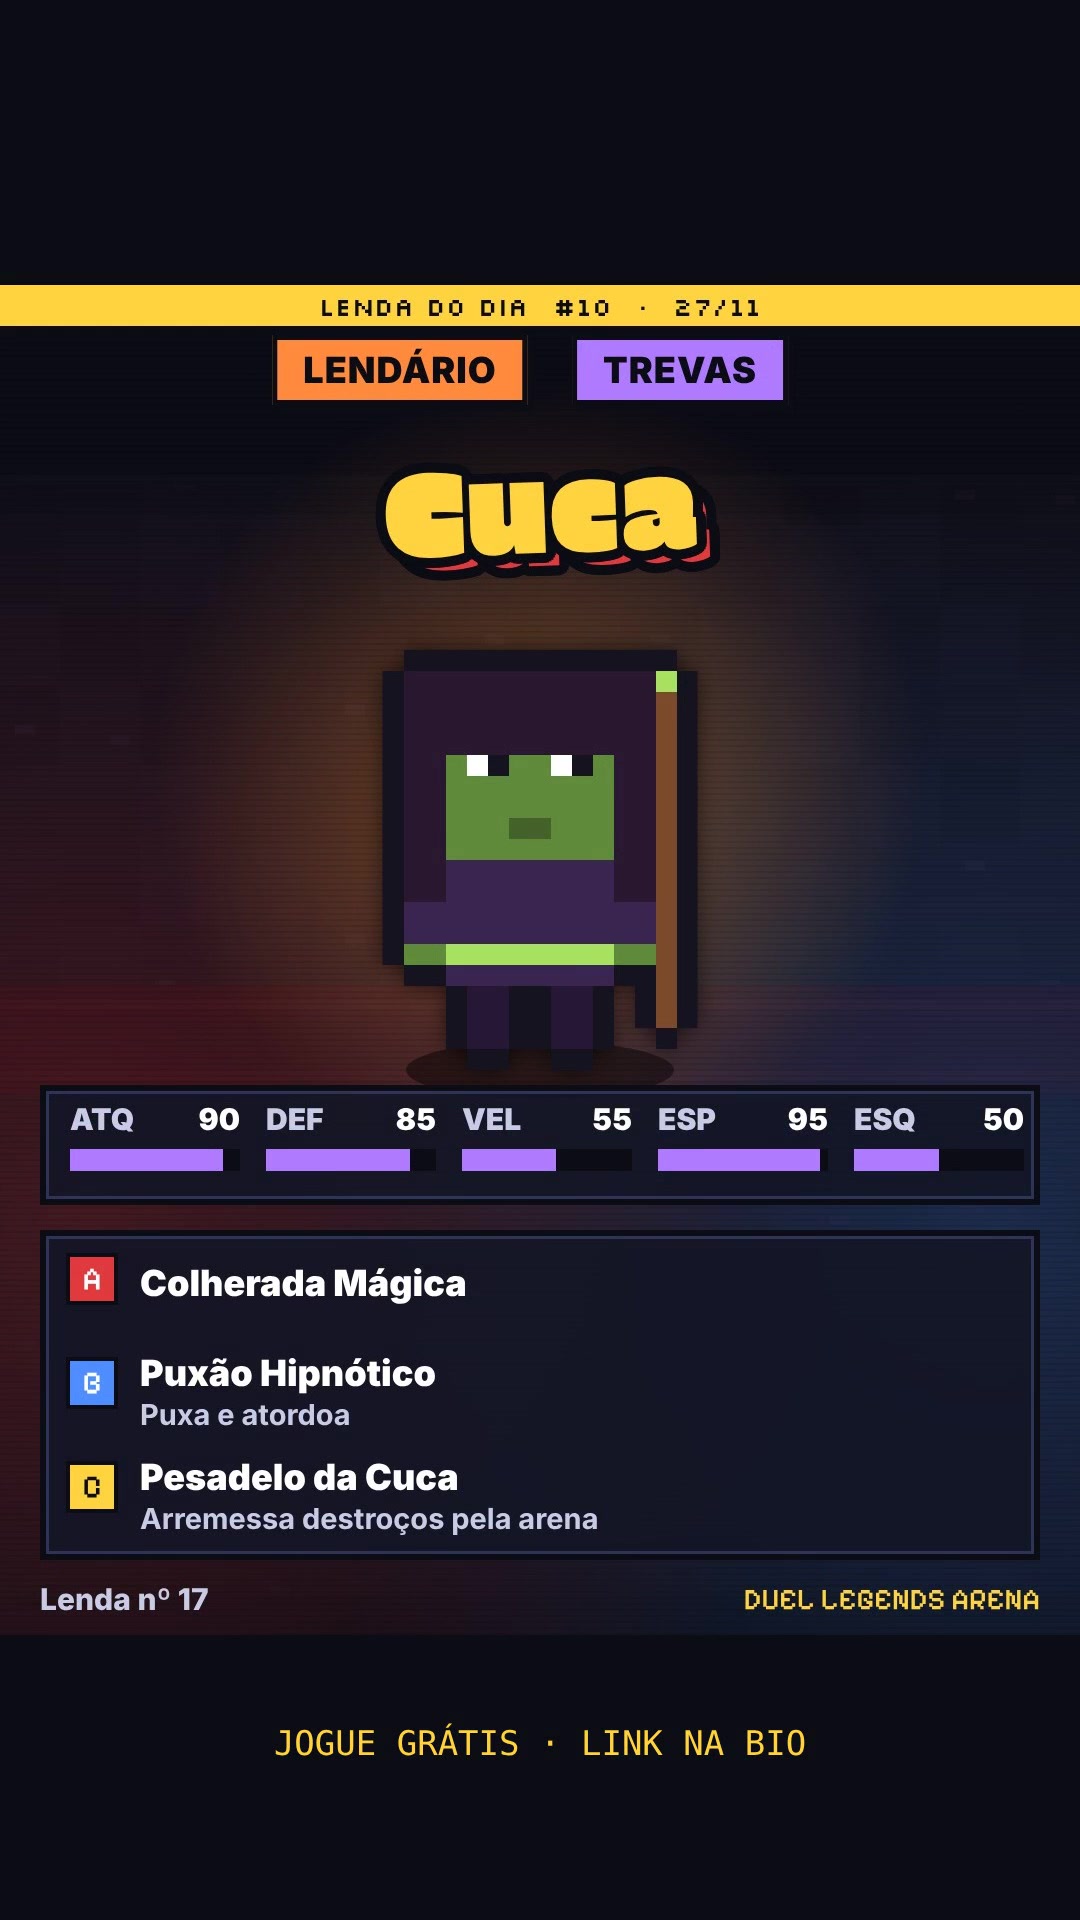 LENDA DO DIA #10 · 27/11
LENDÁRIO TREVAS
Cuca
ATQ 90 DEF 85 VEL 55 ESP 95 ESQ 50
A Colherada Mágica
B Puxão Hipnótico
Puxa e atordoa
C Pesadelo da Cuca
Arremessa destroços pela arena
Lenda nº 17 DUEL LEGENDS ARENA
JOGUE GRÁTIS · LINK NA BIO